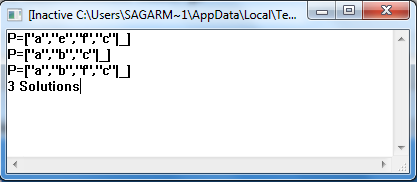 [Inactive C:\Users\SAGARM~1\AppData\Local\Te...
P=["a","e","f","c"|_]
P=["a","b","c"|_]
P=["a","b","f","c"|_]
3 Solutions